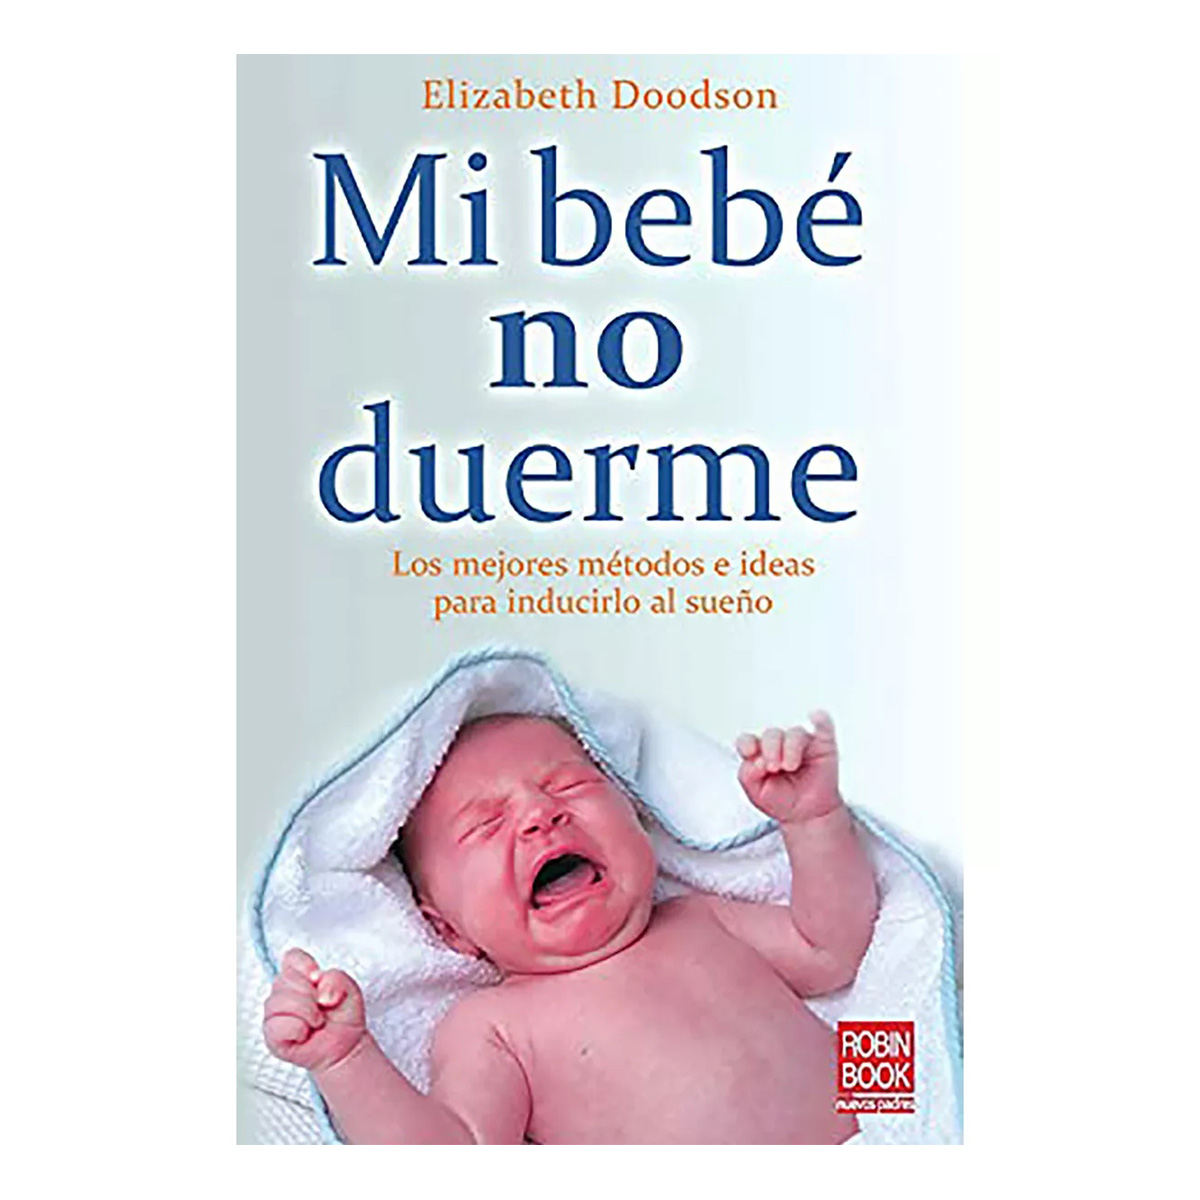 Elizabeth Doodson
Mi bebé
no
duerme
Los mejores métodos e ideas
para inducirlo al sueño
ROBIN
BOOK
nuevos padres